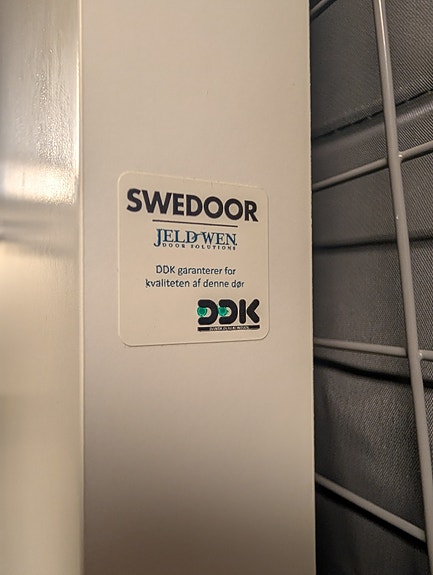 SWEDOOR
JELD-WEN
DOOR SOLUTIONS
DDK garanterer for
kvaliteten af denne dør
DDK